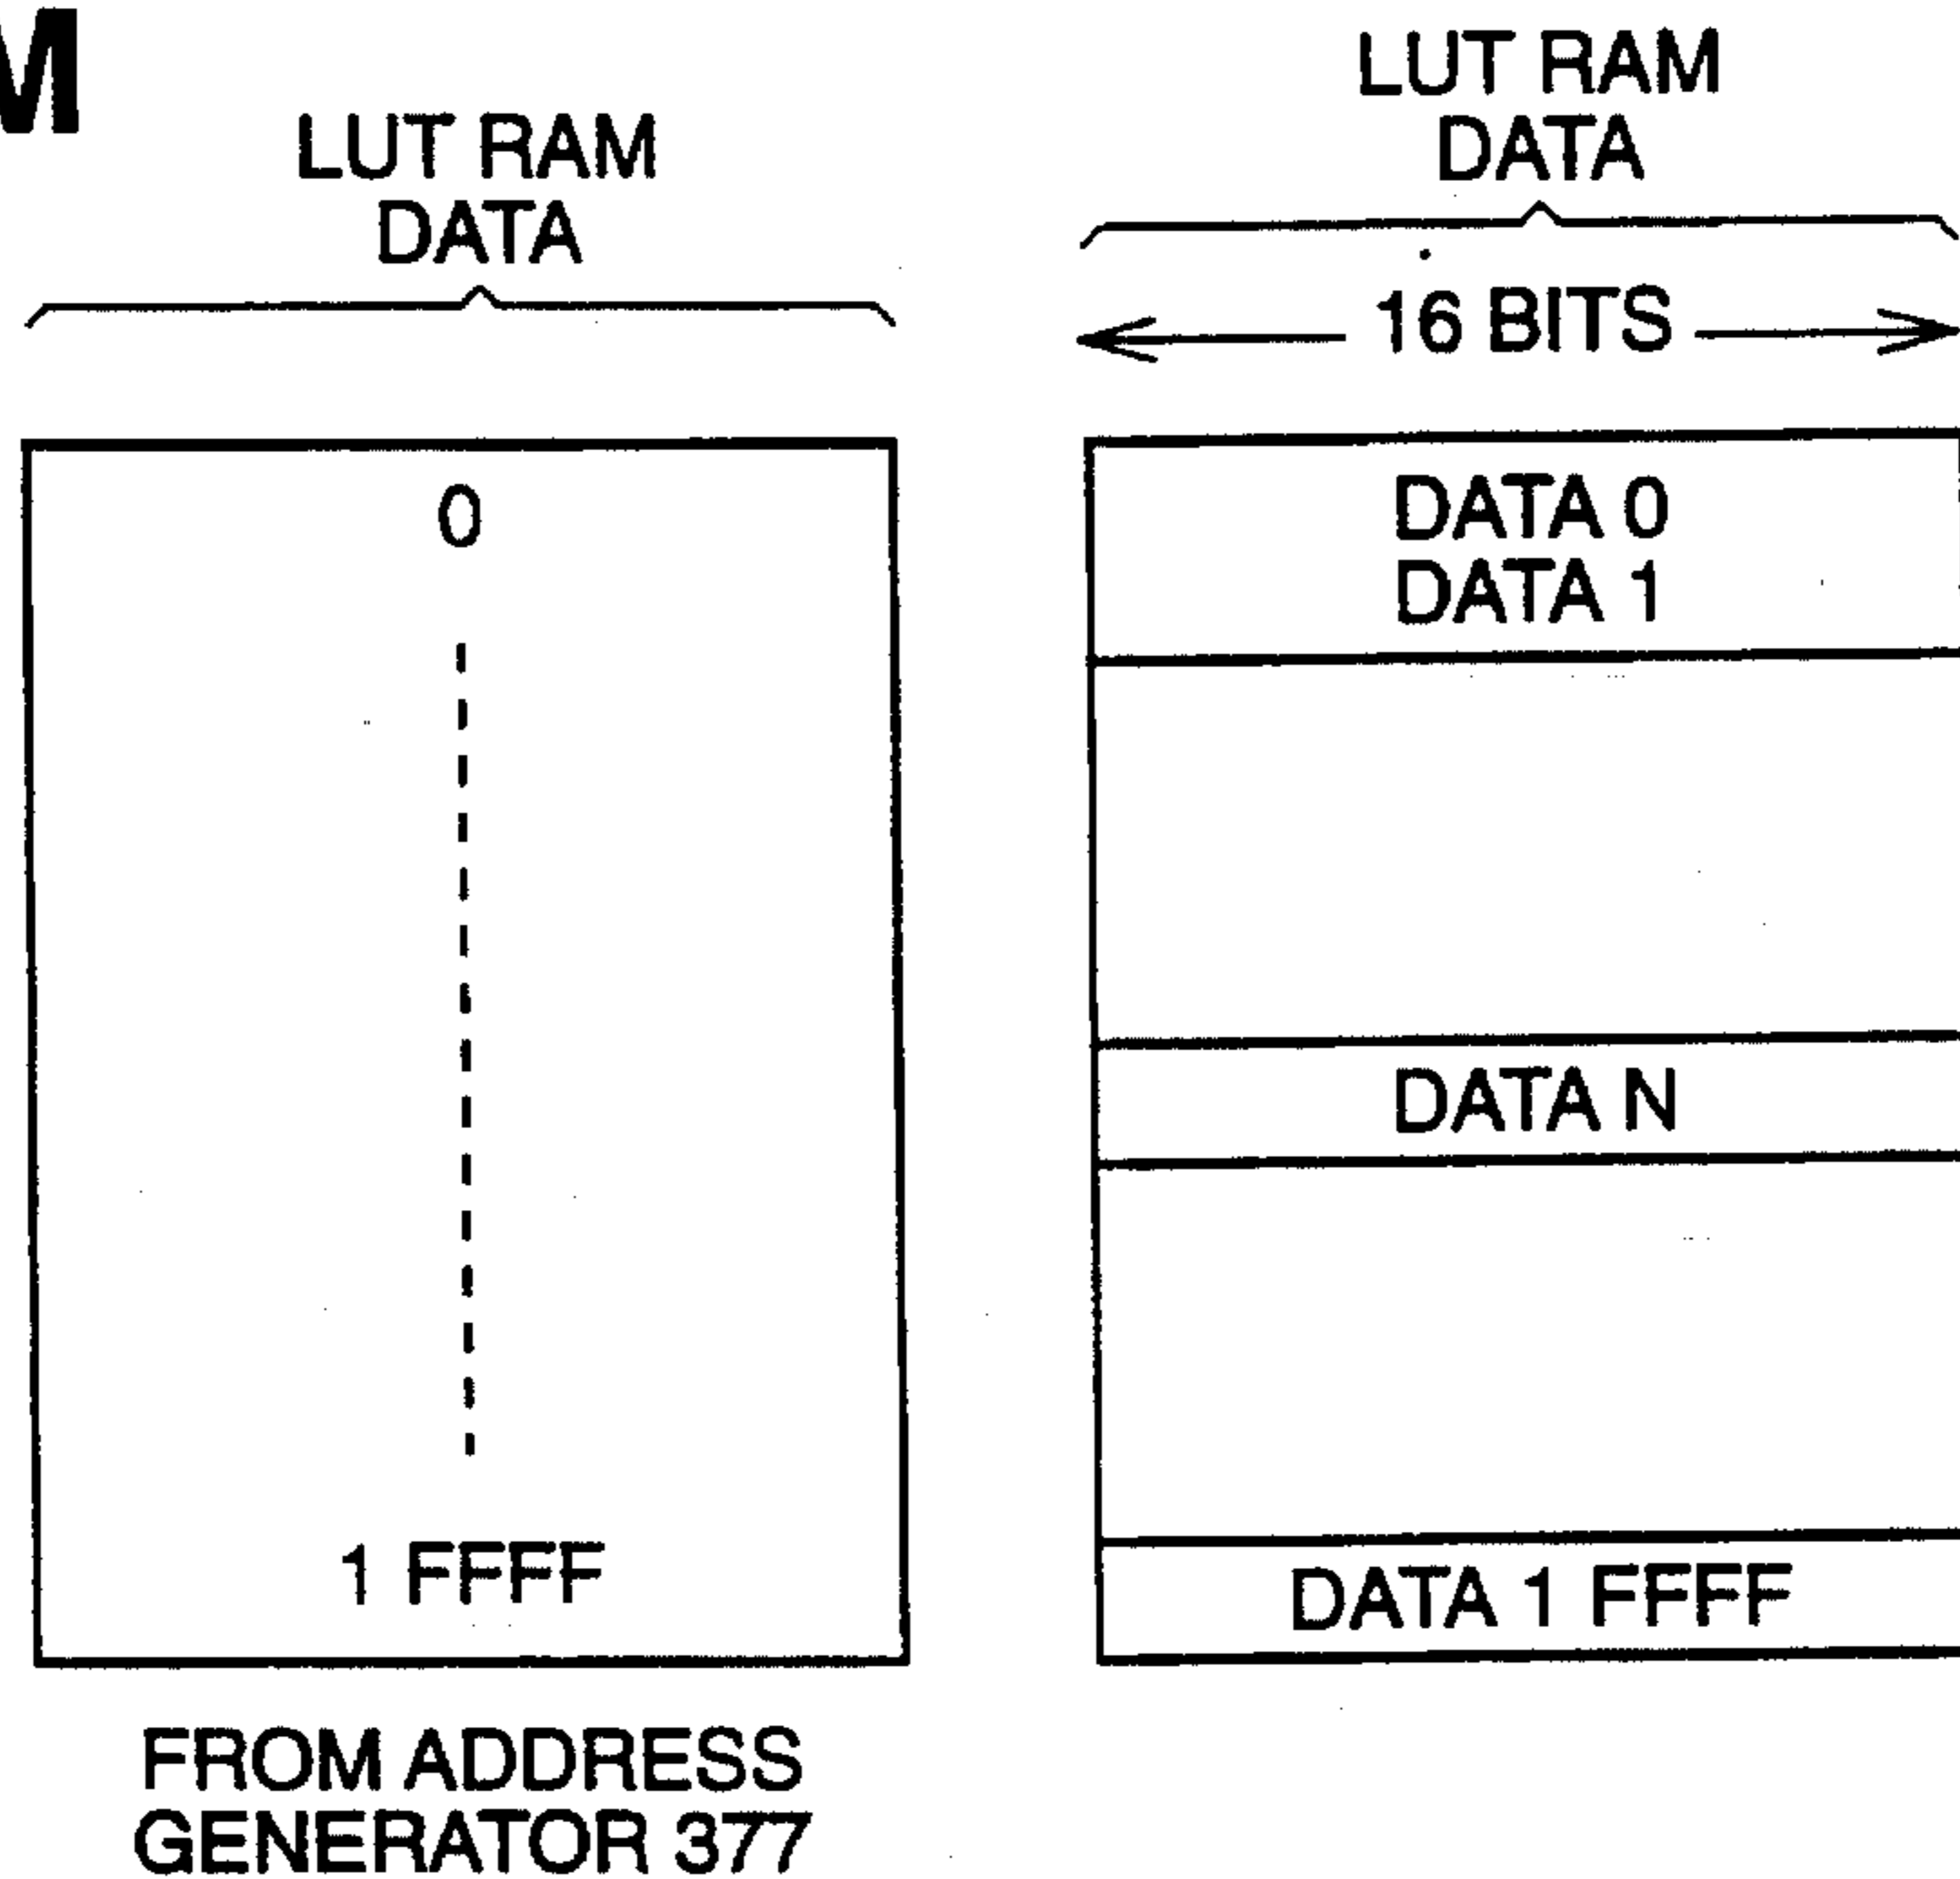 M
LUT RAM
DATA
0
1 FFFF
FROM ADDRESS
GENERATOR 377
LUT RAM
DATA
16 BITS
DATA 0
DATA 1
DATA N
DATA 1 FFFF